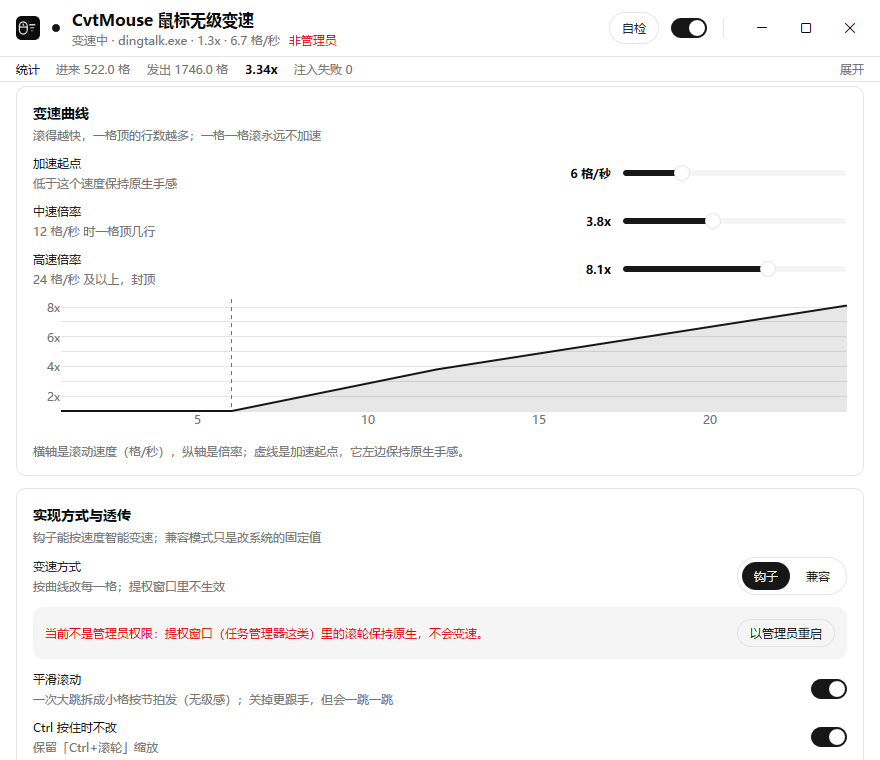 CvtMouse 鼠标无级变速
变速中 · dingtalk.exe · 1.3x · 6.7 格/秒 非管理员
自检
统计 进来 522.0 格 发出 1746.0 格 3.34x 注入失败 0
展开
变速曲线
滚得越快，一格顶的行数越多；一格一格滚永远不加速
加速起点
低于这个速度保持原生手感
6 格/秒
中速倍率
12 格/秒 时一格顶几行
3.8x
高速倍率
24 格/秒 及以上，封顶
8.1x
8x
6x
4x
2x
5 10 15 20
横轴是滚动速度（格/秒），纵轴是倍率；虚线是加速起点，它左边保持原生手感。
实现方式与透传
钩子能按速度智能变速；兼容模式只是改系统的固定值
变速方式
按曲线改每一格；提权窗口里不生效
钩子 兼容
当前不是管理员权限：提权窗口（任务管理器这类）里的滚轮保持原生，不会变速。
以管理员重启
平滑滚动
一次大跳拆成小格按节拍发（无级感）；关掉更跟手，但会一跳一跳
Ctrl 按住时不改
保留「Ctrl+滚轮」缩放